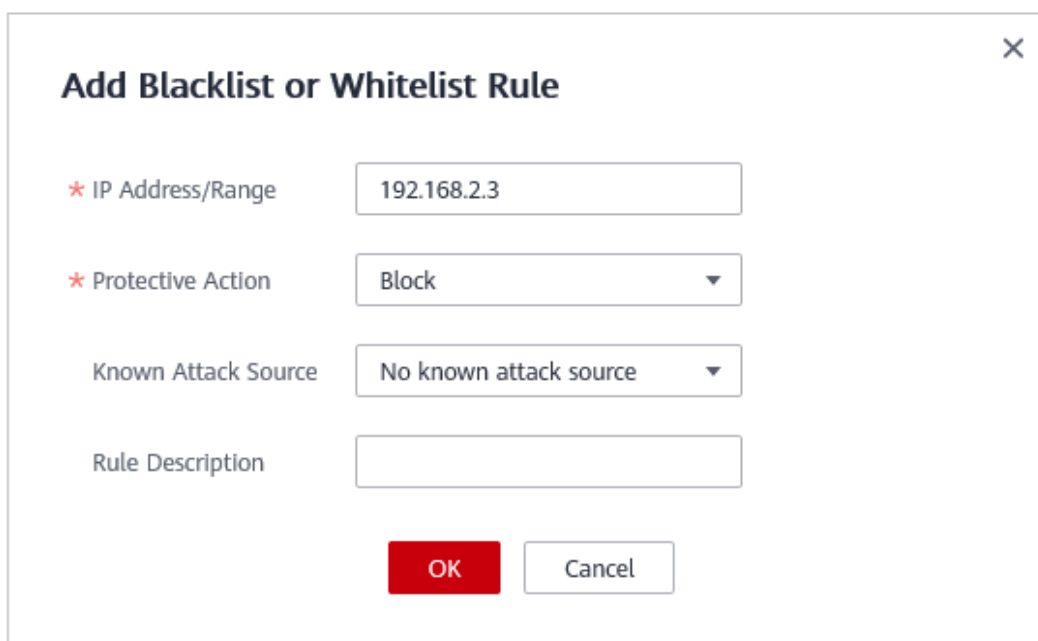 Add Blacklist or Whitelist Rule
* IP Address/Range 192.168.2.3
* Protective Action Block
Known Attack Source No known attack source
Rule Description
OK Cancel